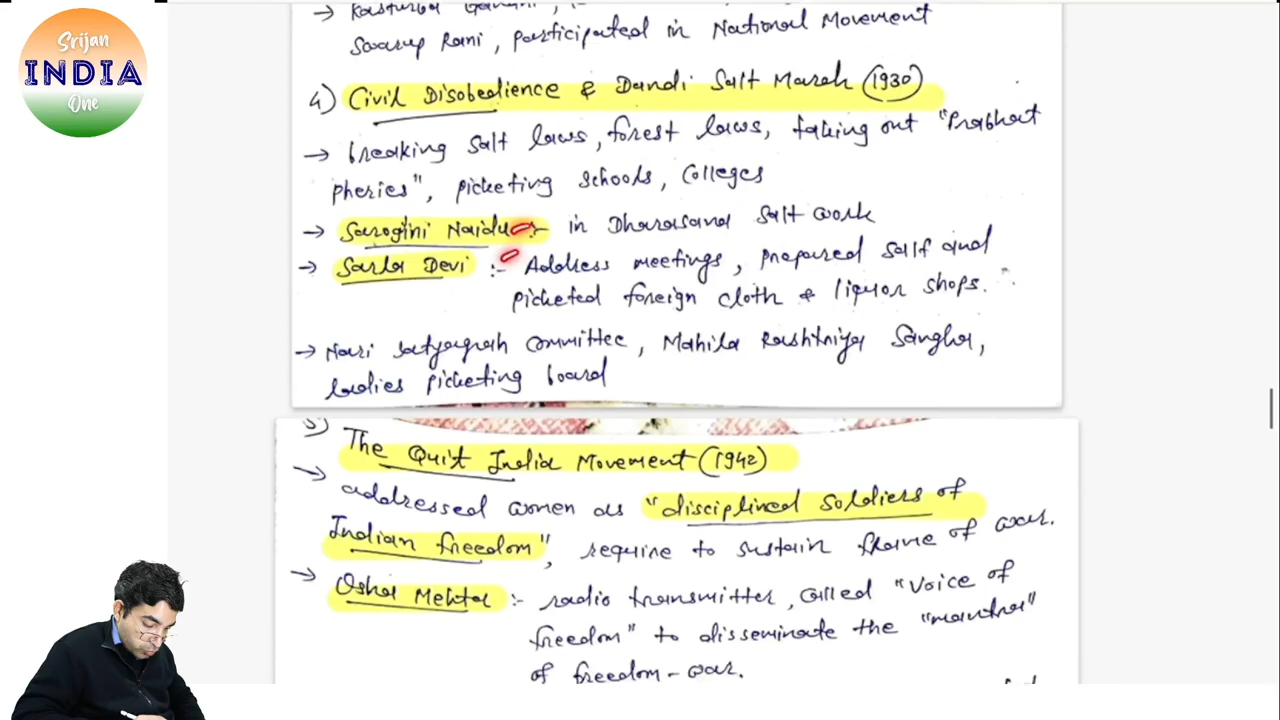 Srijan
INDIA
One
→ Kasturba Gandhi,
Swarup Rani, participated in National Movement
4) Civil Disobedience & Dandi Salt March (1930)
→ breaking salt laws, forest laws, taking out "Prabhat
pheries", picketing schools, Colleges
→ Sarogini Naidu :- in Dharasana Salt work
→ Sarla Devi :- Address meetings, prepared salt and
picketed foreign cloth & liquor shops.
→ Nari satyagrah committee, Mahila Rashtriya Sangha,
ladies picketing board
5) The Quit India Movement (1942)
→ addressed women as "disciplined soldiers of
Indian freedom", require to sustain flame of war.
→ Usha Mehta :- radio transmitter, called "Voice of
freedom" to disseminate the "mantra"
of freedom-war.